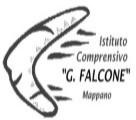 Istituto
Comprensivo
"G. FALCONE"
Mappano